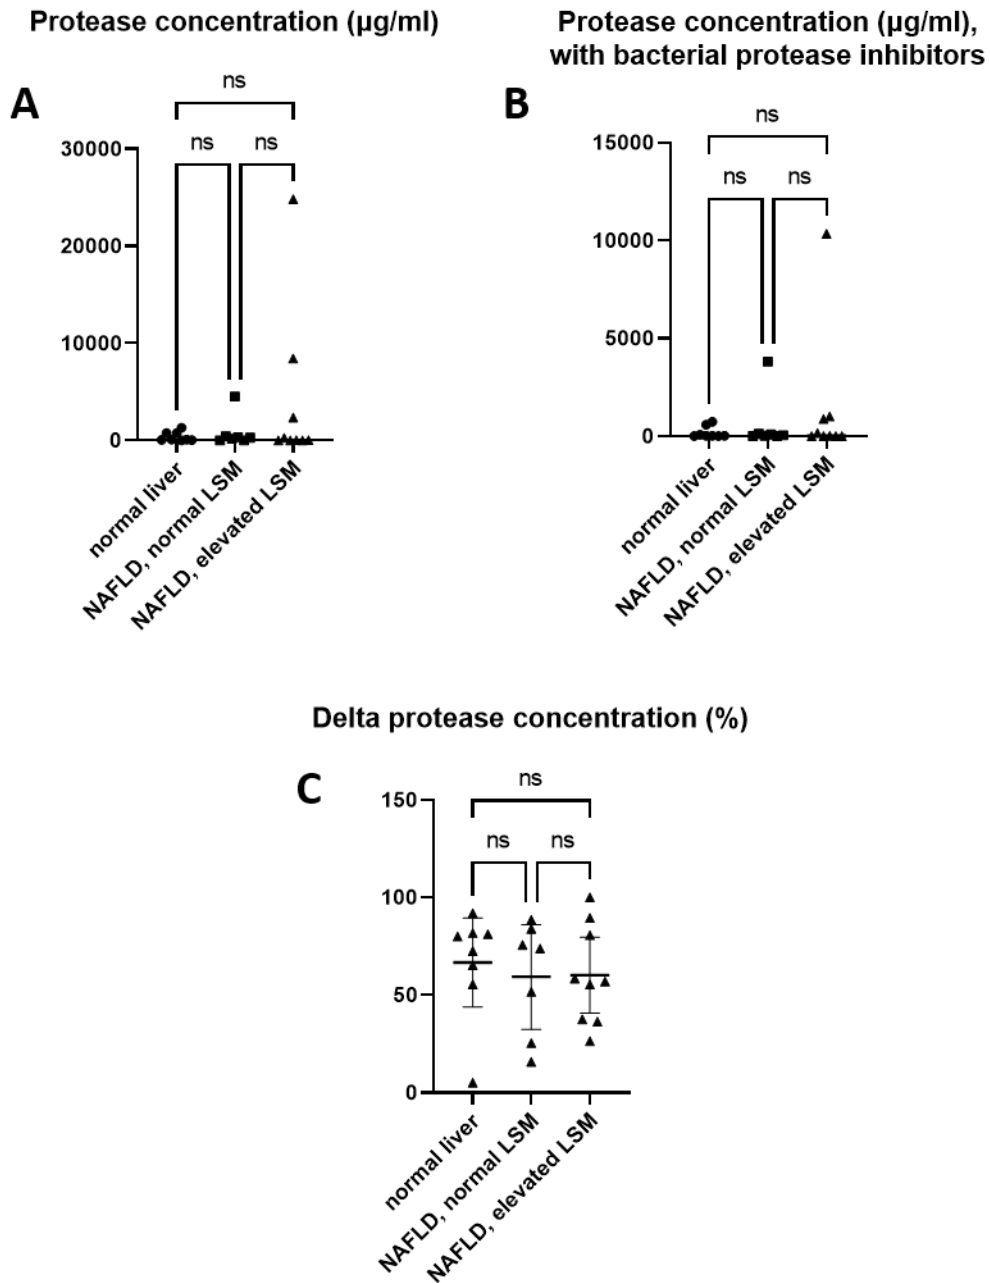 Protease concentration (µg/ml)
A
ns
ns ns
30000
20000
10000
0
normal liver
NAFLD, normal LSM
NAFLD, elevated LSM
Protease concentration (µg/ml),
with bacterial protease inhibitors
B
ns
ns ns
15000
10000
5000
0
normal liver
NAFLD, normal LSM
NAFLD, elevated LSM
Delta protease concentration (%)
C
ns
ns ns
150
100
50
0
normal liver
NAFLD, normal LSM
NAFLD, elevated LSM